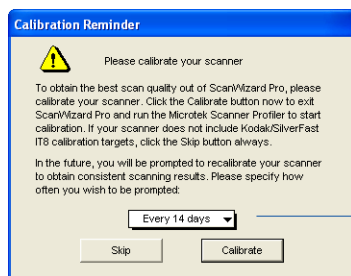 Calibration Reminder
Please calibrate your scanner
To obtain the best scan quality out of ScanWizard Pro, please
calibrate your scanner. Click the Calibrate button now to exit
ScanWizard Pro and run the Microtek Scanner Profiler to start
calibration. If your scanner does not include Kodak/SilverFast
IT8 calibration targets, click the Skip button always.
In the future, you will be prompted to recalibrate your scanner
to obtain consistent scanning results. Please specify how
often you wish to be prompted:
Every 14 days
Skip Calibrate